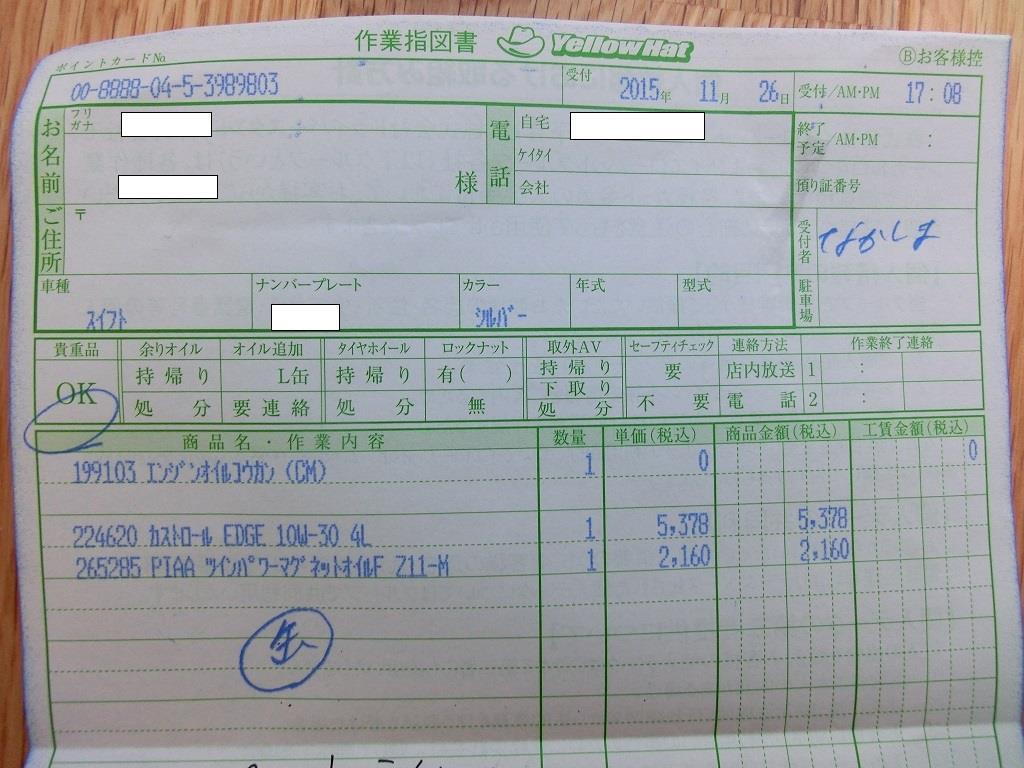 作業指図書 YellowHat
Ⓑお客様控
ポイントカードNo.
00-8888-04-5-3989803
受付 2015年 11月 26日
受付/AM・PM 17:08
お名前
フリガナ
様
電話
自宅
ケイタイ
会社
終了予定/AM・PM :
預り証番号
ご住所
〒
受付者 なかしま
車種 スイフト
ナンバープレート
カラー シルバー
年式
型式
駐車場
貴重品 OK
余りオイル 持帰り 処分
オイル追加 L缶 要連絡
タイヤホイール 持帰り 処分
ロックナット 有( ) 無
取外AV 持帰り 下取り 処分
セーフティチェック 要 不要
連絡方法 店内放送 電話
作業終了連絡
1 :
2 :
商品名・作業内容 数量 単価(税込) 商品金額(税込) 工賃金額(税込)
199103 エンジンオイルコウカン (CM) 1 0 0
224620 カストロール EDGE 10W-30 4L 1 5,378 5,378
265285 PIAA ツインパワーマグネットオイルF Z11-M 1 2,160 2,160